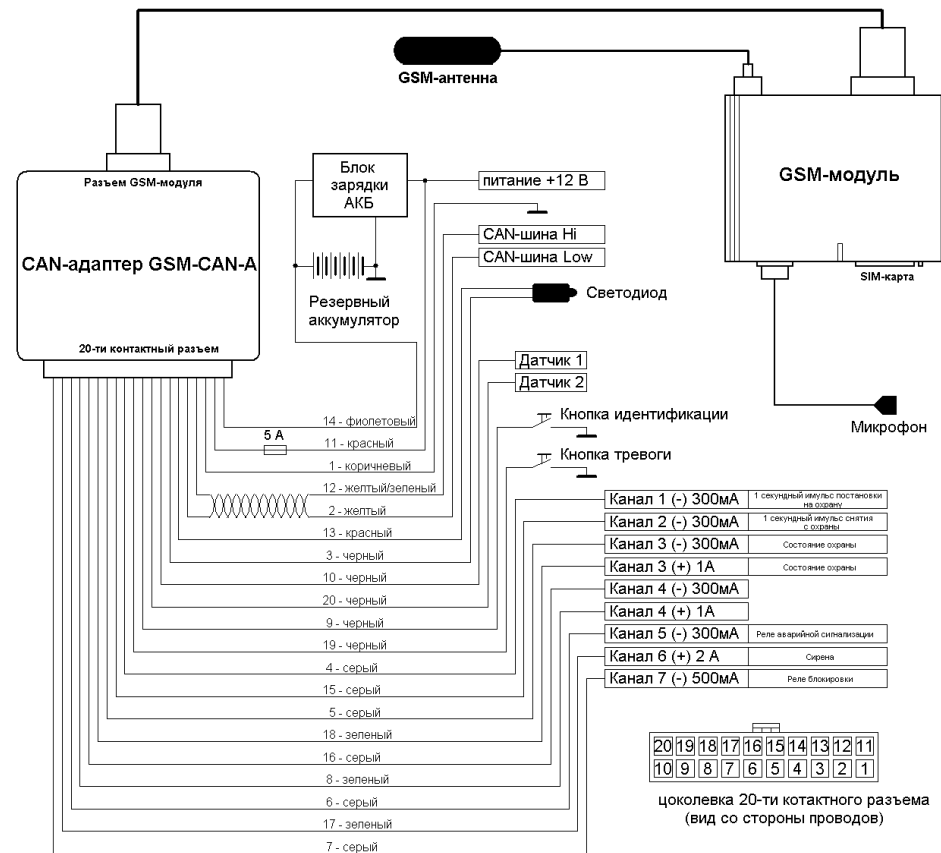 GSM-антенна
Разъем GSM-модуля
CAN-адаптер GSM-CAN-A
20-ти контактный разъем
Блок
зарядки
АКБ
Резервный
аккумулятор
питание +12 В
CAN-шина Hi
CAN-шина Low
Светодиод
GSM-модуль
SIM-карта
Микрофон
Датчик 1
Датчик 2
Кнопка идентификации
Кнопка тревоги
5 А
14 - фиолетовый
11 - красный
1 - коричневый
12 - желтый/зеленый
2 - желтый
13 - красный
3 - черный
10 - черный
20 - черный
9 - черный
19 - черный
4 - серый
15 - серый
5 - серый
18 - зеленый
16 - серый
8 - зеленый
6 - серый
17 - зеленый
7 - серый
Канал 1 (-) 300мА
1 секундный имульс постановки
на охрану
Канал 2 (-) 300мА
1 секундный имульс снятия
с охраны
Канал 3 (-) 300мА
Состояние охраны
Канал 3 (+) 1А
Состояние охраны
Канал 4 (-) 300мА
Канал 4 (+) 1А
Канал 5 (-) 300мА
Реле аварийной сигнализации
Канал 6 (+) 2 А
Сирена
Канал 7 (-) 500мА
Реле блокировки
20 19 18 17 16 15 14 13 12 11
10 9 8 7 6 5 4 3 2 1
цоколевка 20-ти котактного разъема
(вид со стороны проводов)